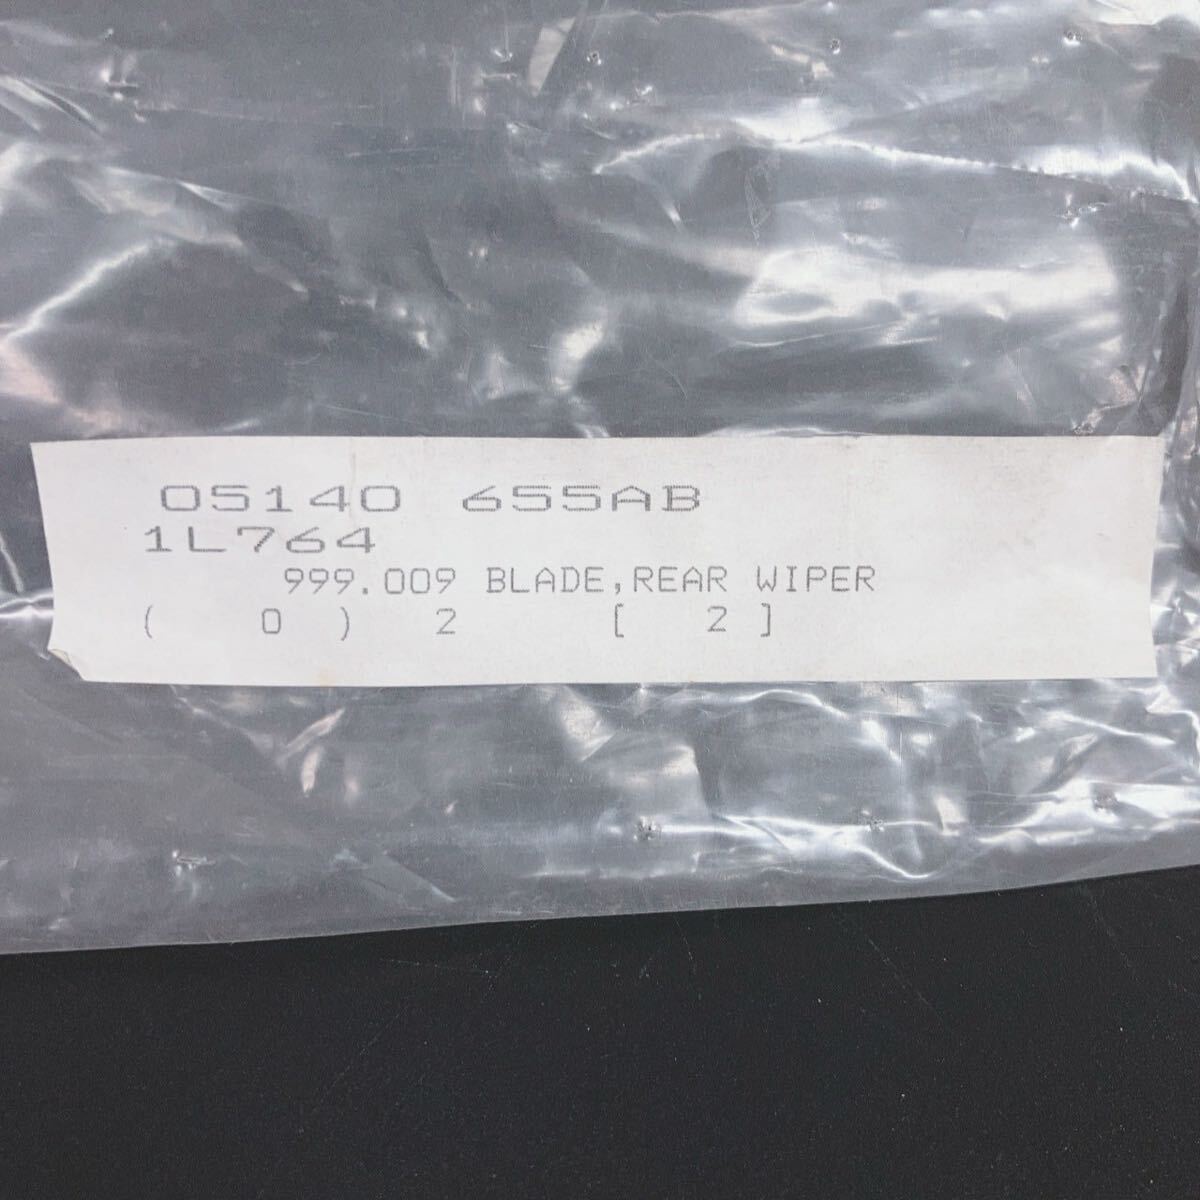 05140 655AB
1L764
999.009 BLADE,REAR WIPER
( 0 ) 2 [ 2 ]